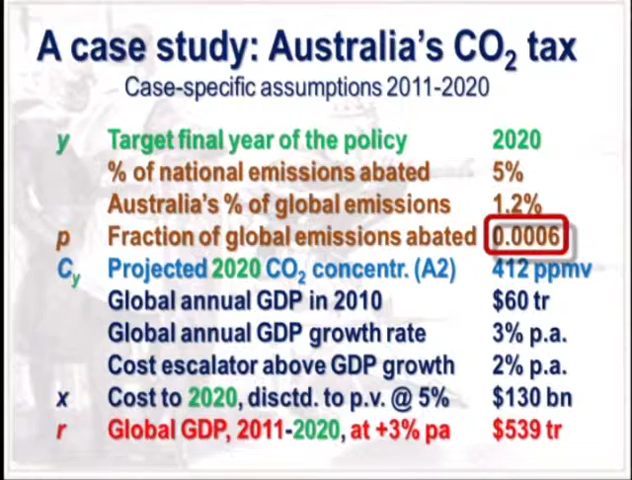 A case study: Australia's CO₂ tax
Case-specific assumptions 2011-2020
y Target final year of the policy 2020
% of national emissions abated 5%
Australia's % of global emissions 1.2%
p Fraction of global emissions abated 0.0006
Cy Projected 2020 CO₂ concentr. (A2) 412 ppmv
Global annual GDP in 2010 $60 tr
Global annual GDP growth rate 3% p.a.
Cost escalator above GDP growth 2% p.a.
x Cost to 2020, disctd. to p.v. @ 5% $130 bn
r Global GDP, 2011-2020, at +3% pa $539 tr